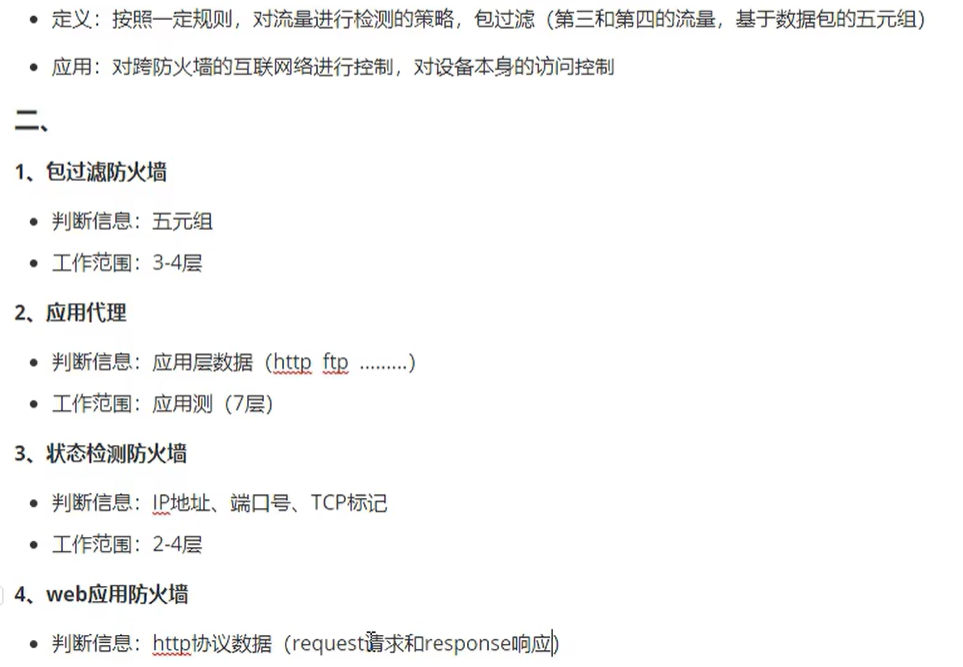 • 定义：按照一定规则，对流量进行检测的策略，包过滤（第三和第四的流量，基于数据包的五元组）
• 应用：对跨防火墙的互联网络进行控制，对设备本身的访问控制
二、
1、包过滤防火墙
• 判断信息：五元组
• 工作范围：3-4层
2、应用代理
• 判断信息：应用层数据（http ftp .........）
• 工作范围：应用测（7层）
3、状态检测防火墙
• 判断信息：IP地址、端口号、TCP标记
• 工作范围：2-4层
4、web应用防火墙
• 判断信息：http协议数据（request请求和response响应）